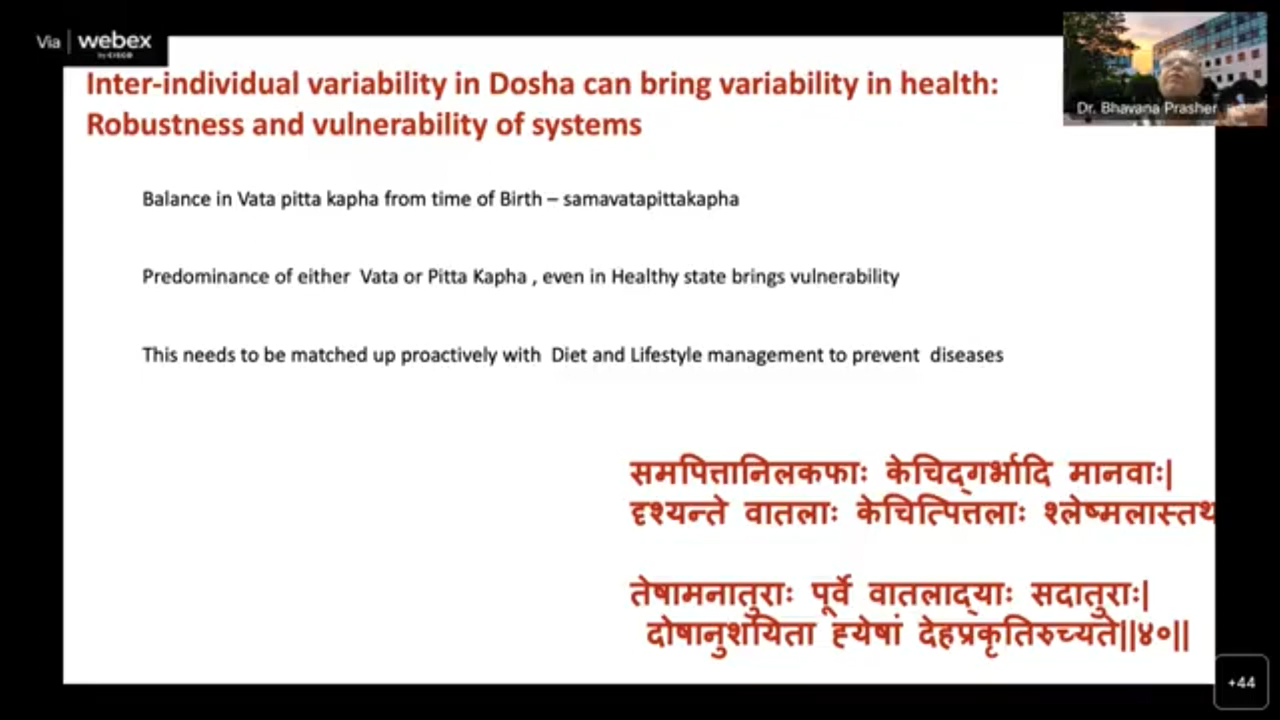 Via webex
by CISCO
Inter-individual variability in Dosha can bring variability in health:
Robustness and vulnerability of systems
Dr. Bhavana Prasher
Balance in Vata pitta kapha from time of Birth – samavatapittakapha
Predominance of either Vata or Pitta Kapha , even in Healthy state brings vulnerability
This needs to be matched up proactively with Diet and Lifestyle management to prevent diseases
समपित्तानिलकफाः केचिद्गर्भादि मानवाः|
दृश्यन्ते वातलाः केचित्पित्तलाः श्लेष्मलास्तथ
तेषामनातुराः पूर्वे वातलाद्याः सदातुराः|
दोषानुशयिता ह्येषां देहप्रकृतिरुच्यते||४०||
+44